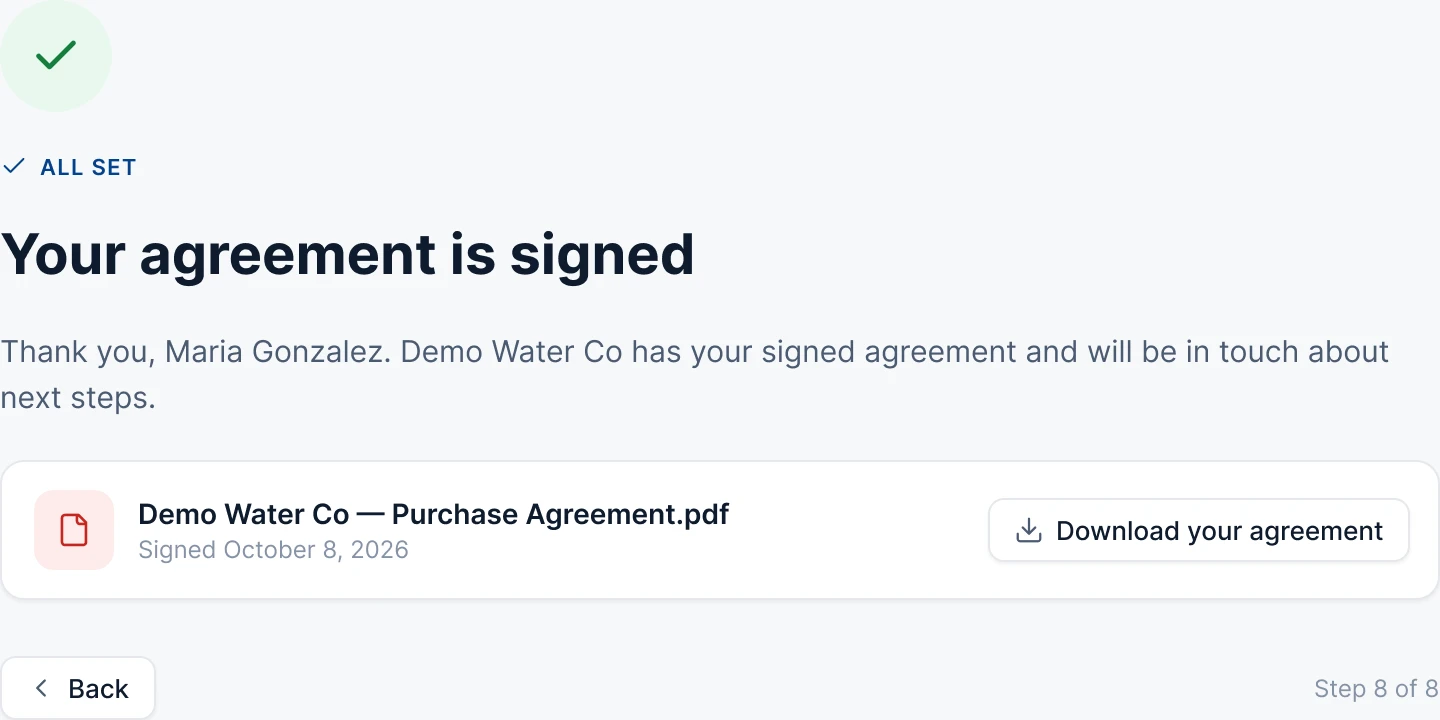 ALL SET
Your agreement is signed
Thank you, Maria Gonzalez. Demo Water Co has your signed agreement and will be in touch about
next steps.
Demo Water Co — Purchase Agreement.pdf
Signed October 8, 2026
Download your agreement
Back
Step 8 of 8